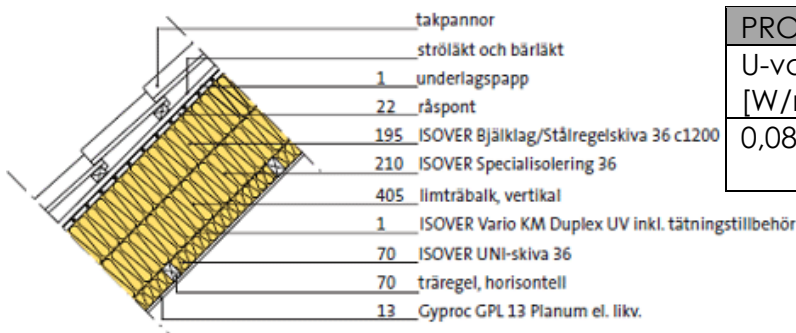 takpannor
ströläkt och bärläkt
1 underlagspapp
22 råspont
195 ISOVER Bjälklag/Stålregelskiva 36 c1200
210 ISOVER Specialisolering 36
405 limträbalk, vertikal
1 ISOVER Vario KM Duplex UV inkl. tätningstillbehör
70 ISOVER UNI-skiva 36
70 träregel, horisontell
13 Gyproc GPL 13 Planum el. likv.
0,08